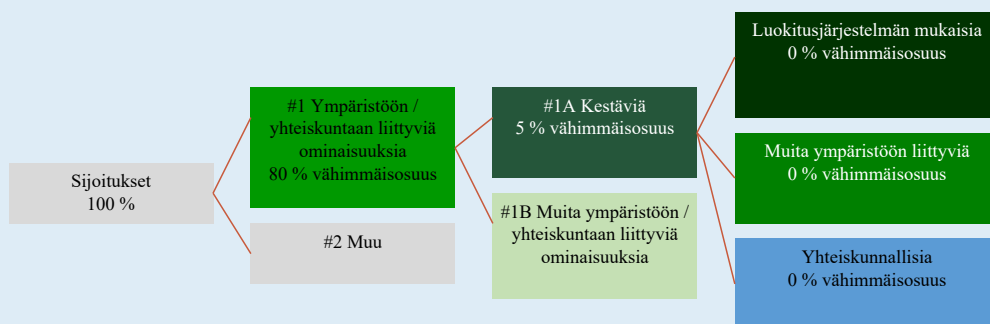 Sijoitukset
100 %
#1 Ympäristöön /
yhteiskuntaan liittyviä
ominaisuuksia
80 % vähimmäisosuus
#2 Muu
#1A Kestäviä
5 % vähimmäisosuus
#1B Muita ympäristöön /
yhteiskuntaan liittyviä
ominaisuuksia
Luokitusjärjestelmän mukaisia
0 % vähimmäisosuus
Muita ympäristöön liittyviä
0 % vähimmäisosuus
Yhteiskunnallisia
0 % vähimmäisosuus